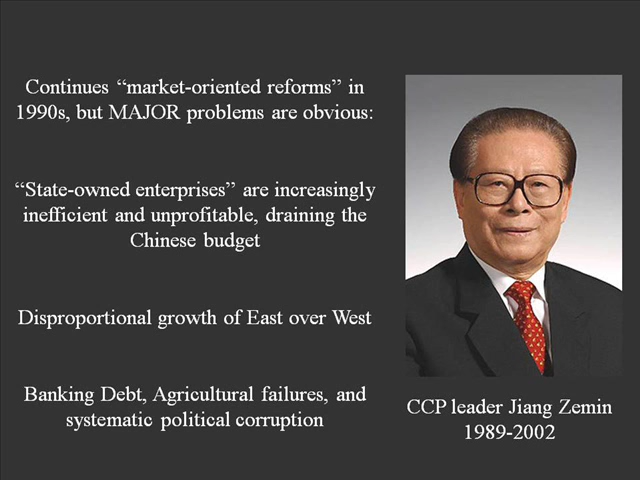 Continues “market-oriented reforms” in
1990s, but MAJOR problems are obvious:
“State-owned enterprises” are increasingly
inefficient and unprofitable, draining the
Chinese budget
Disproportional growth of East over West
Banking Debt, Agricultural failures, and
systematic political corruption
CCP leader Jiang Zemin
1989-2002